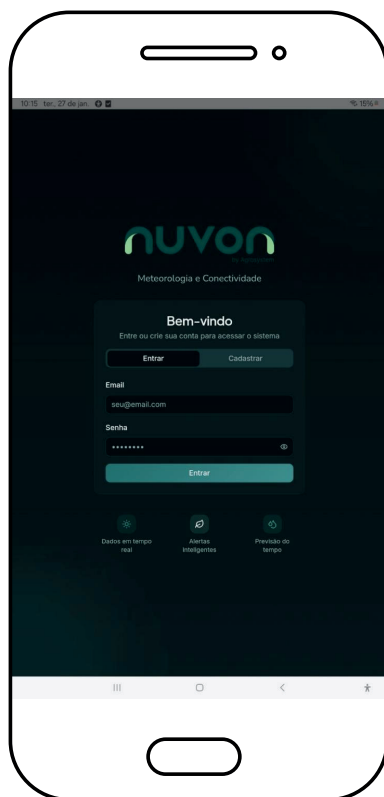 10:15 ter., 27 de jan.
15%
nuvon
Meteorologia e Conectividade
Bem-vindo
Entre ou crie sua conta para acessar o sistema
Entrar
Cadastrar
Email
seu@email.com
Senha
Entrar
Dados em tempo
real
Alertas
Inteligentes
Previsão do
tempo